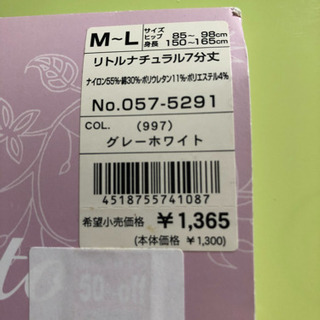 M~L サイズ ヒップ 85~ 98cm
身長 150~165cm
リトルナチュラル7分丈
ナイロン55%・綿30%・ポリウレタン11%・ポリエステル4%
No.057-5291
COL. (997)
グレーホワイト
4518755741087
希望小売価格 ¥1,365
(本体価格 ¥1,300)
to
50% off